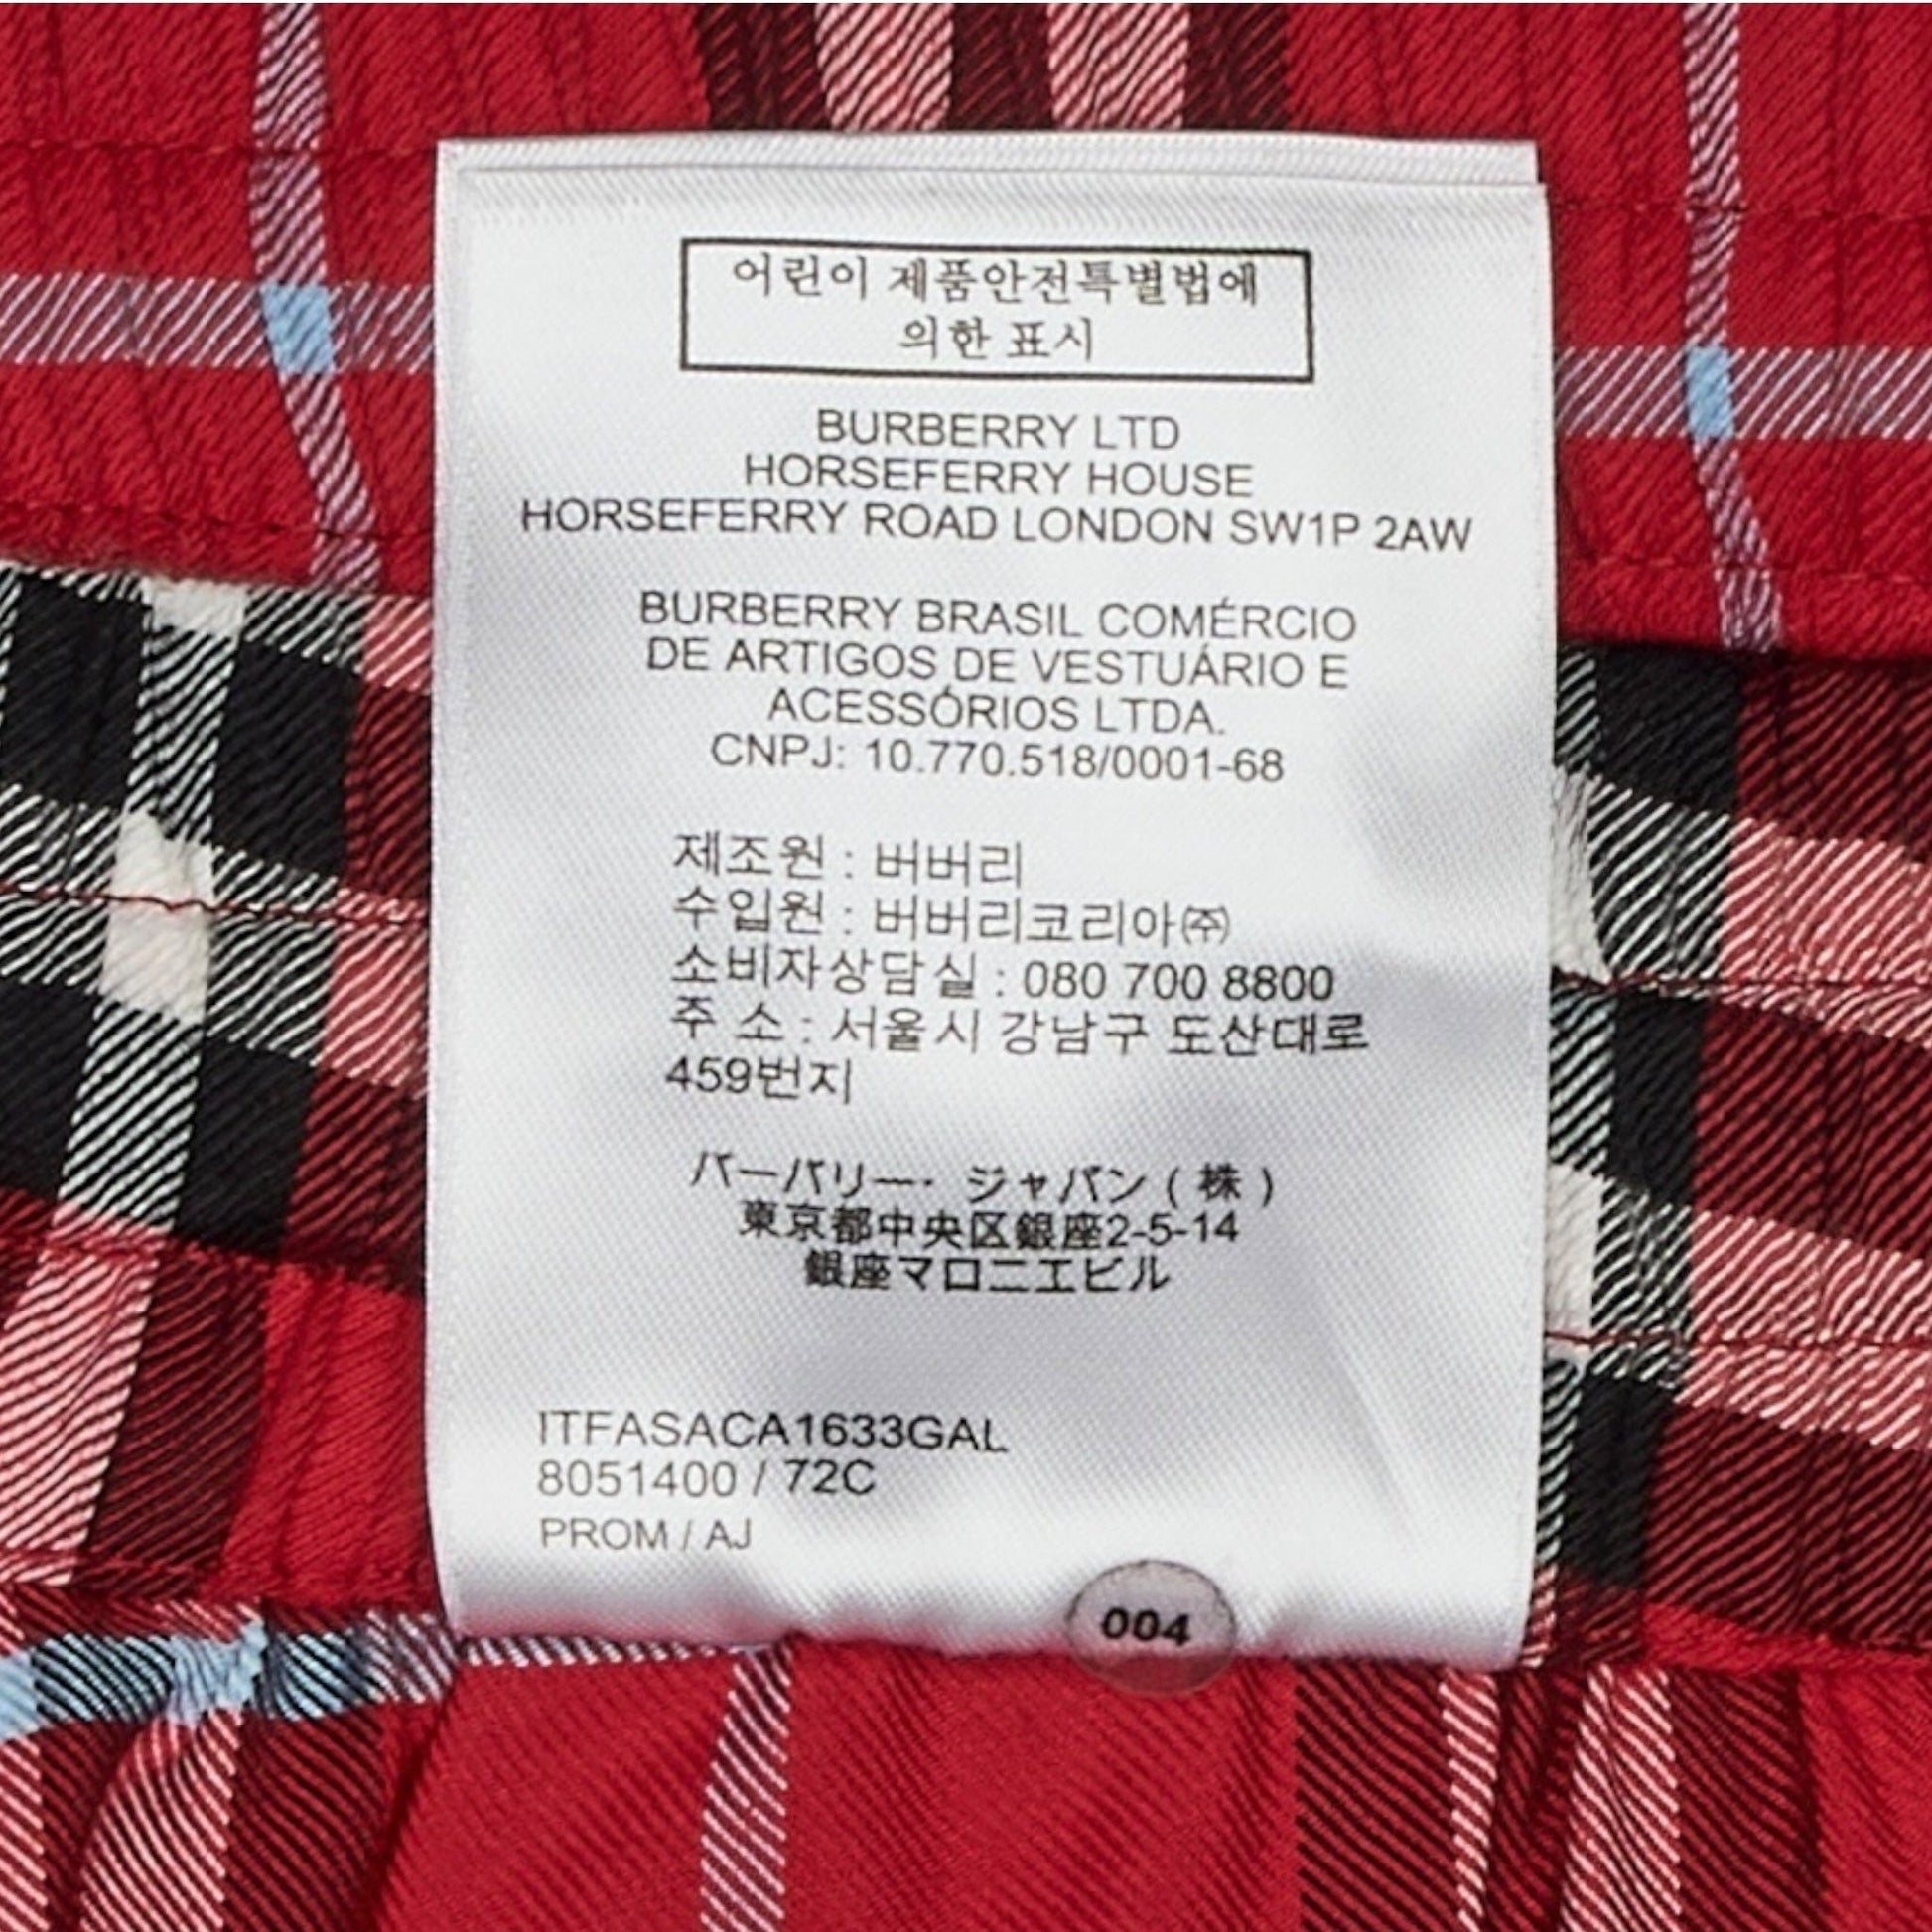 어린이 제품안전특별법에
의한 표시
BURBERRY LTD
HORSEFERRY HOUSE
HORSEFERRY ROAD LONDON SW1P 2AW
BURBERRY BRASIL COMÉRCIO
DE ARTIGOS DE VESTUÁRIO E
ACESSÓRIOS LTDA.
CNPJ: 10.770.518/0001-68
제조원 : 버버리
수입원 : 버버리코리아㈜
소비자상담실 : 080 700 8800
주 소 : 서울시 강남구 도산대로
459번지
バーバリー・ジャパン ( 株 )
東京都中央区銀座2-5-14
銀座マロニエビル
ITFASACA1633GAL
8051400 / 72C
PROM / AJ
004